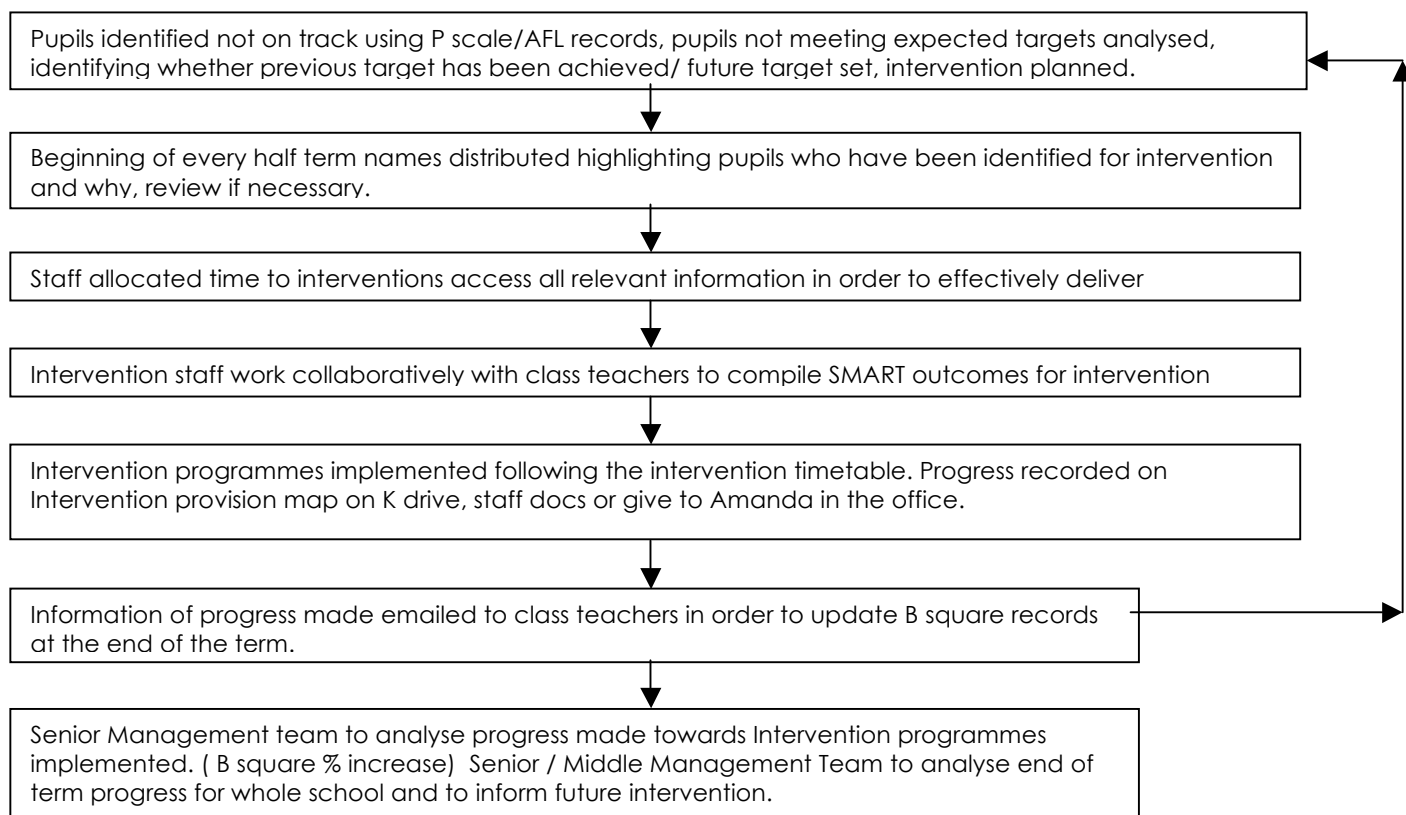 Pupils identified not on track using P scale/AFL records, pupils not meeting expected targets analysed,
identifying whether previous target has been achieved/ future target set, intervention planned.
Beginning of every half term names distributed highlighting pupils who have been identified for intervention
and why, review if necessary.
Staff allocated time to interventions access all relevant information in order to effectively deliver
Intervention staff work collaboratively with class teachers to compile SMART outcomes for intervention
Intervention programmes implemented following the intervention timetable. Progress recorded on
Intervention provision map on K drive, staff docs or give to Amanda in the office.
Information of progress made emailed to class teachers in order to update B square records
at the end of the term.
Senior Management team to analyse progress made towards Intervention programmes
implemented. ( B square % increase)  Senior / Middle Management Team to analyse end of
term progress for whole school and to inform future intervention.